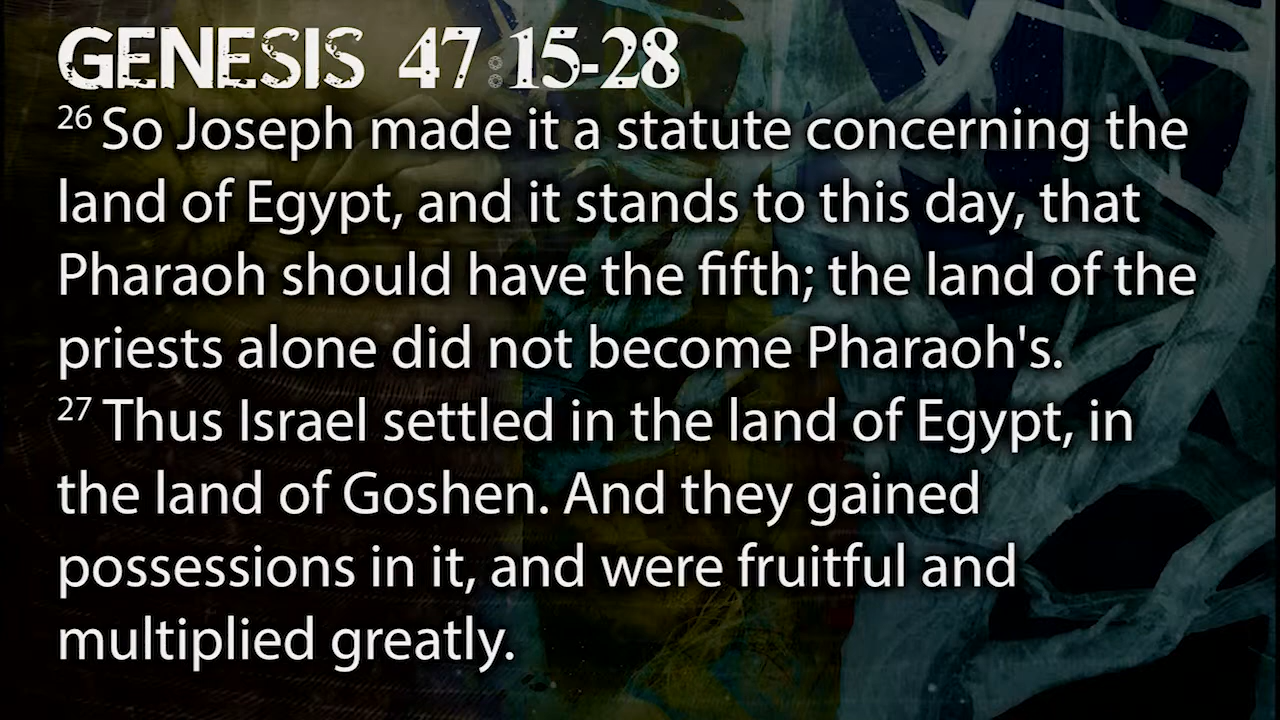 GENESIS 47:15-28
26 So Joseph made it a statute concerning the
land of Egypt, and it stands to this day, that
Pharaoh should have the fifth; the land of the
priests alone did not become Pharaoh's.
27 Thus Israel settled in the land of Egypt, in
the land of Goshen. And they gained
possessions in it, and were fruitful and
multiplied greatly.